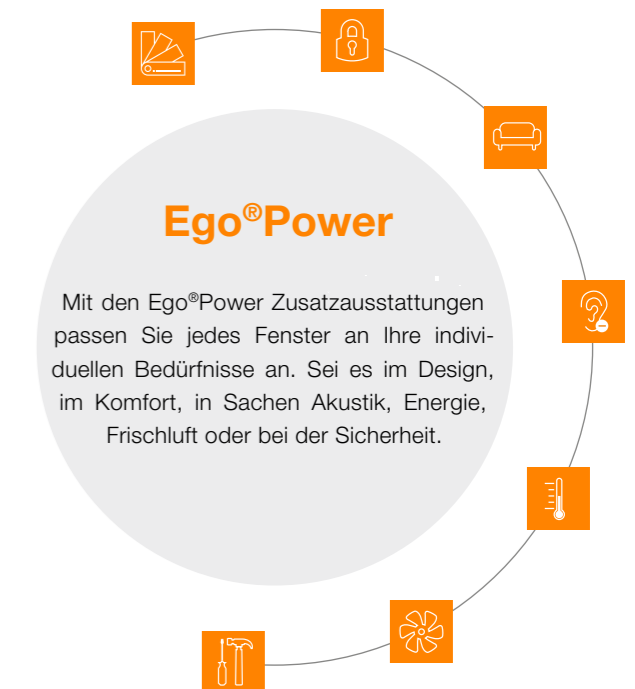 Ego®Power
Mit den Ego®Power Zusatzausstattungen
passen Sie jedes Fenster an Ihre indivi-
duellen Bedürfnisse an. Sei es im Design,
im Komfort, in Sachen Akustik, Energie,
Frischluft oder bei der Sicherheit.